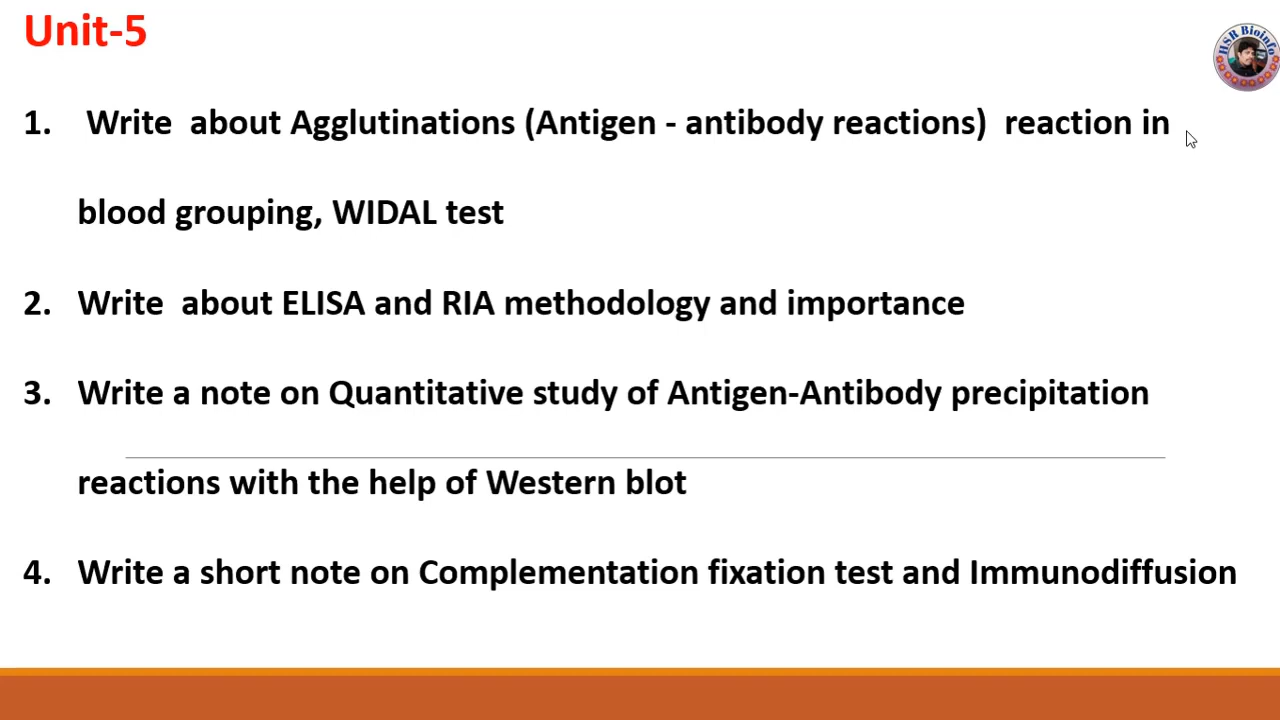 Unit-5
HSR Bioinfo
1. Write about Agglutinations (Antigen - antibody reactions) reaction in
blood grouping, WIDAL test
2. Write about ELISA and RIA methodology and importance
3. Write a note on Quantitative study of Antigen-Antibody precipitation
reactions with the help of Western blot
4. Write a short note on Complementation fixation test and Immunodiffusion